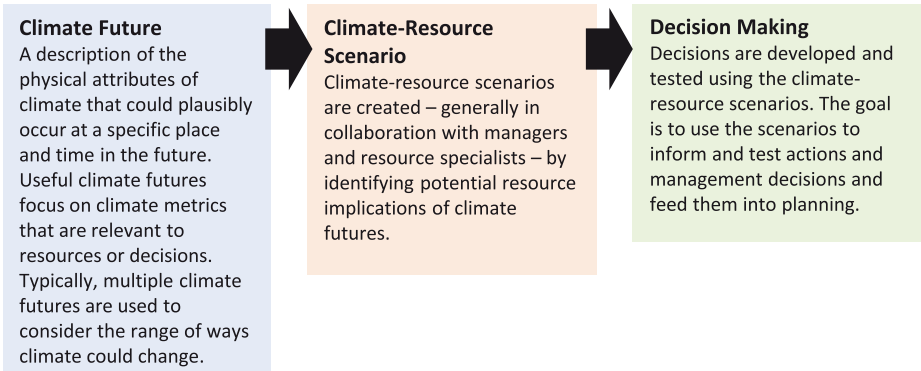 Climate Future
A description of the
physical attributes of
climate that could plausibly
occur at a specific place
and time in the future.
Useful climate futures
focus on climate metrics
that are relevant to
resources or decisions.
Typically, multiple climate
futures are used to
consider the range of ways
climate could change.
Climate-Resource
Scenario
Climate-resource scenarios
are created – generally in
collaboration with managers
and resource specialists – by
identifying potential resource
implications of climate
futures.
Decision Making
Decisions are developed and
tested using the climate-
resource scenarios. The goal
is to use the scenarios to
inform and test actions and
management decisions and
feed them into planning.